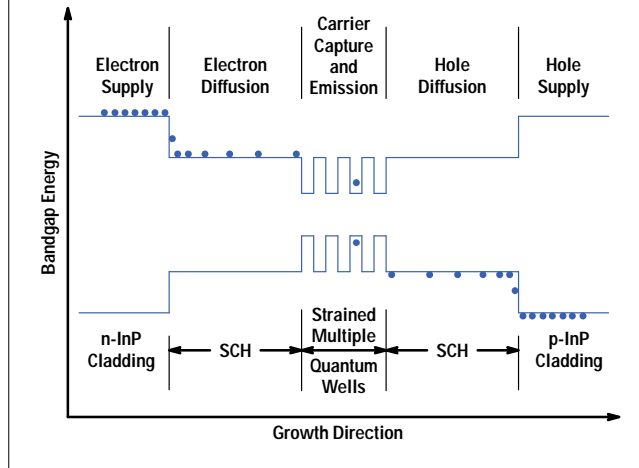 Carrier
Capture
and
Emission
Electron
Supply
Electron
Diffusion
Hole
Diffusion
Hole
Supply
Bandgap Energy
n-InP
Cladding
SCH
Strained
Multiple
Quantum
Wells
SCH
p-InP
Cladding
Growth Direction